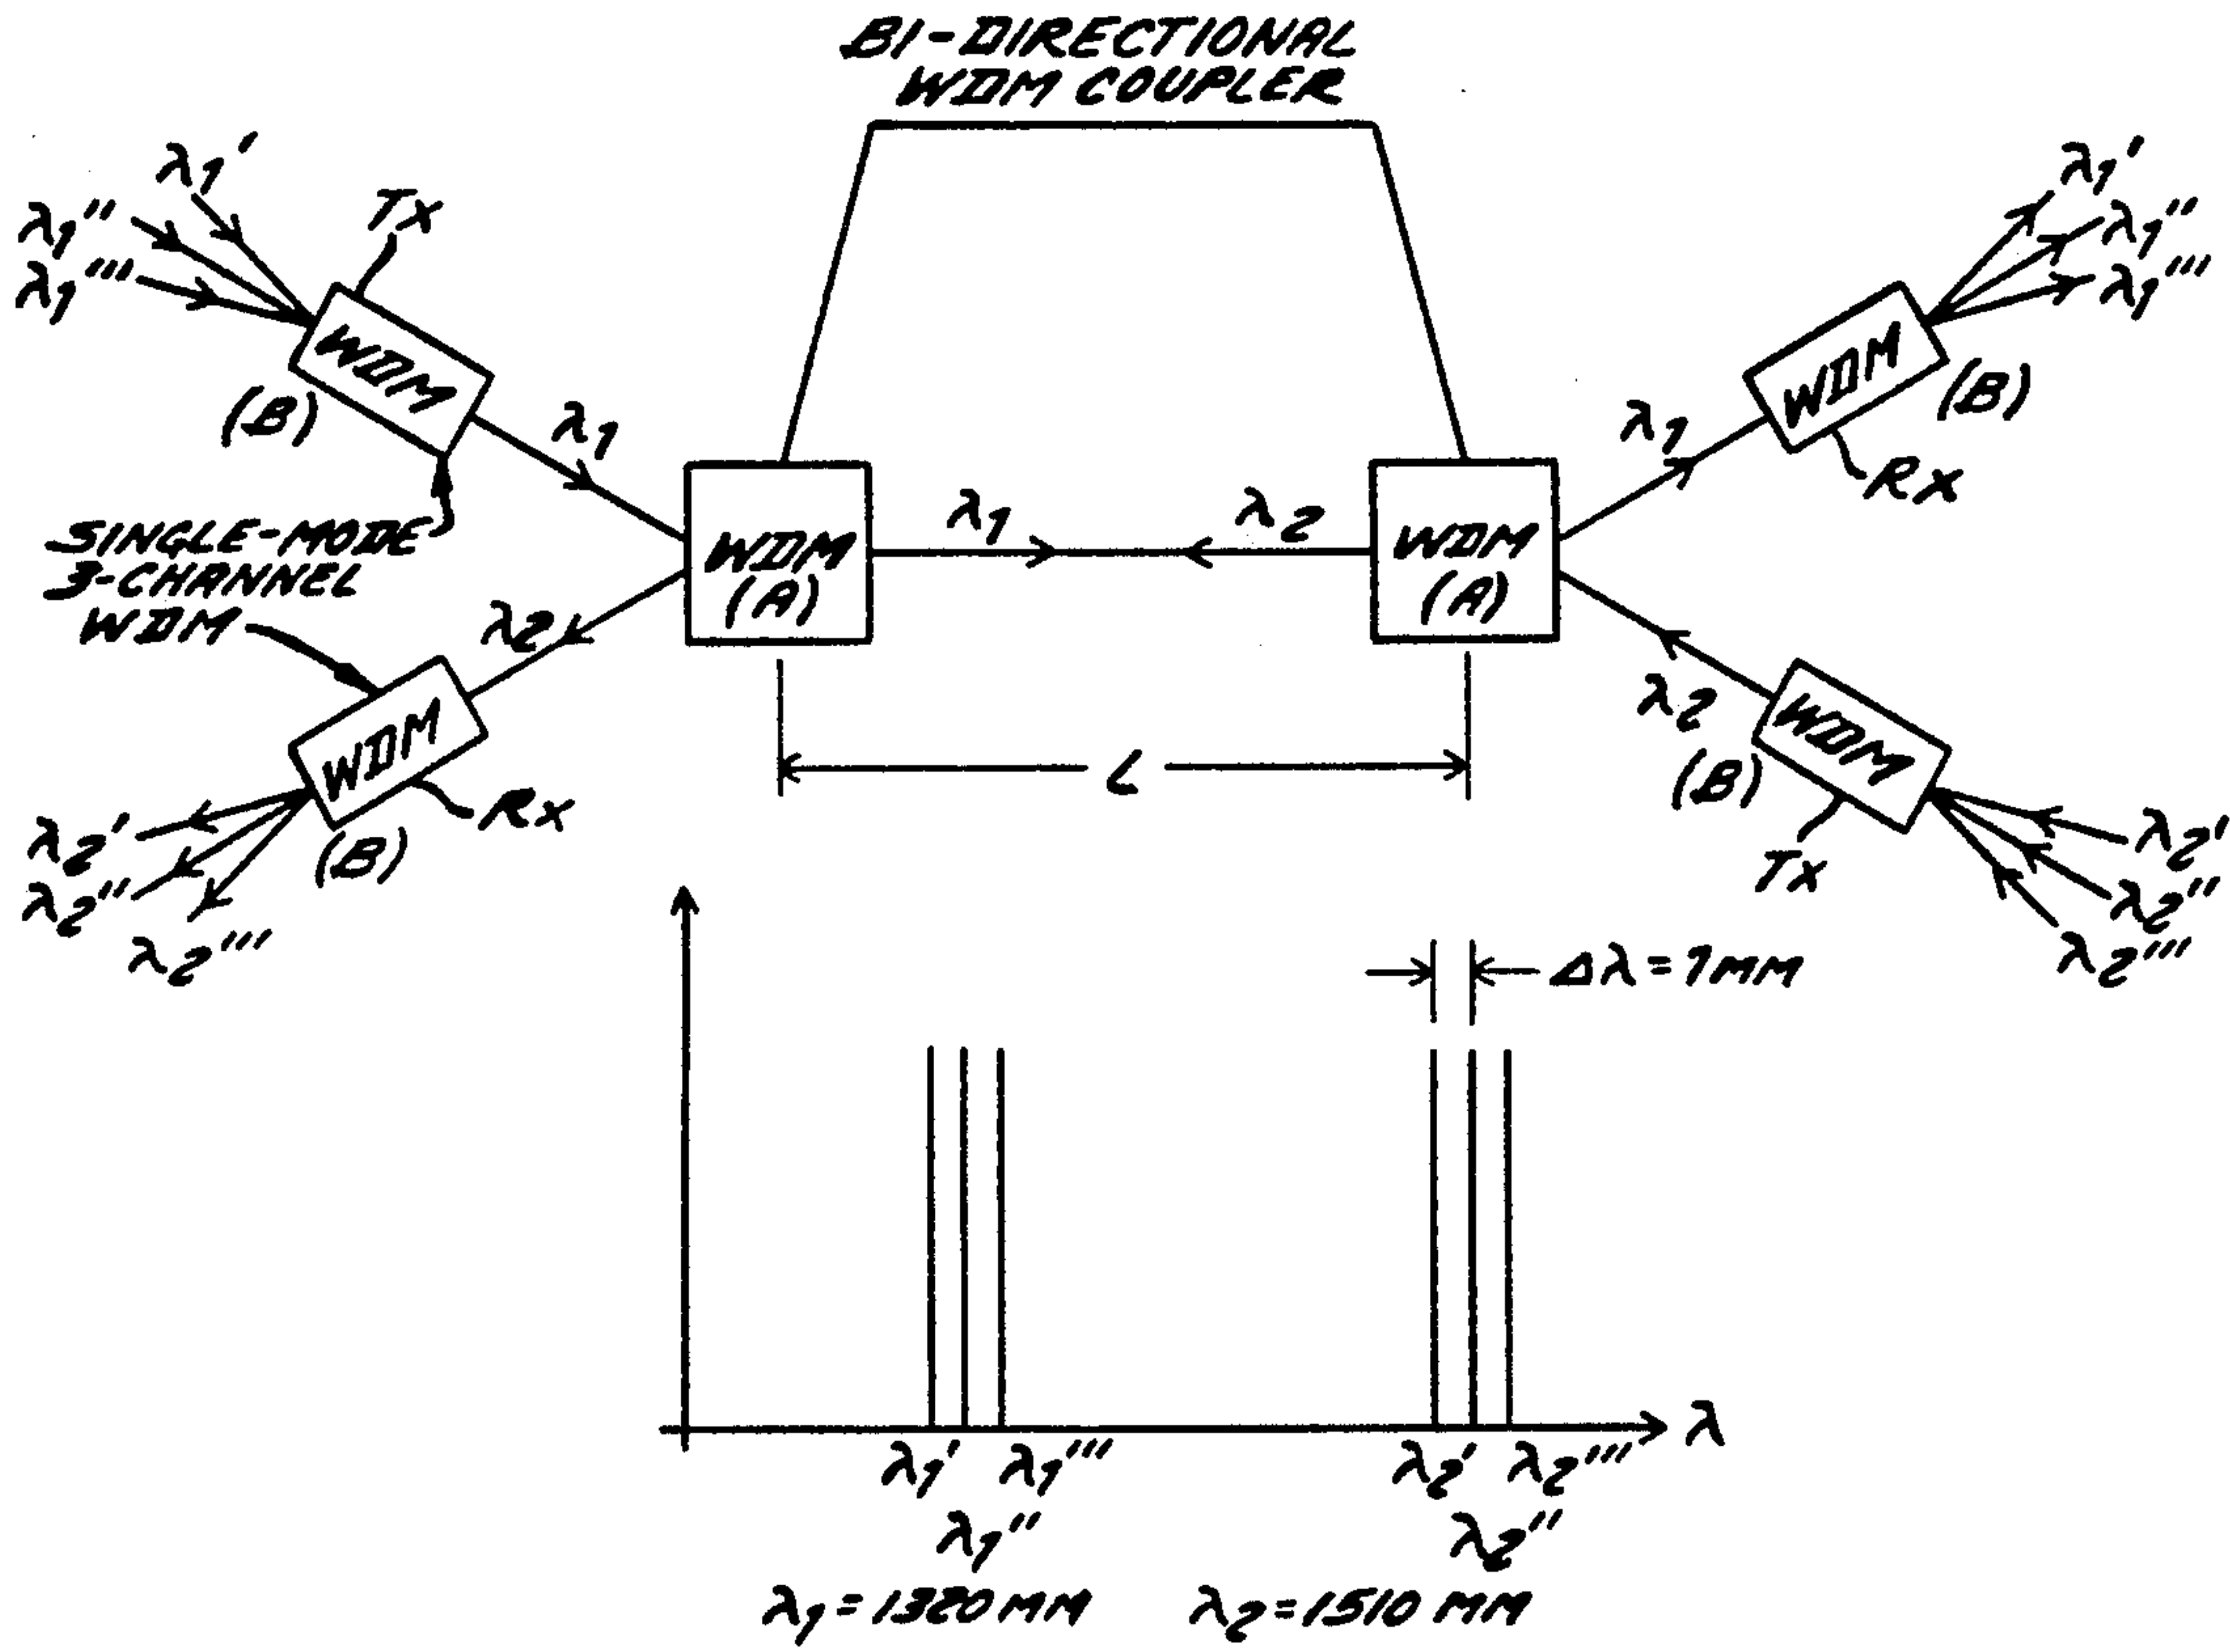 BI-DIRECTIONAL
WDM COUPLER
λ1'
λ1''
λ1'''
TX
WDM
(B)
λ1
SINGLE-MODE
3-CHANNEL
WDM
λ2
WDM
(B)
RX
λ2'
λ2''
λ2'''
WDM
(A)
λ1
λ2
WDM
(A)
L
λ1'
λ1''
λ1'''
WDM
(B)
λ1
RX
λ2
WDM
(B)
TX
λ2'
λ2''
λ2'''
Δλ=1MM
λ
λ1' λ1''' λ2' λ2'''
λ1'' λ2''
λ1=1320MM λ2=1510MM